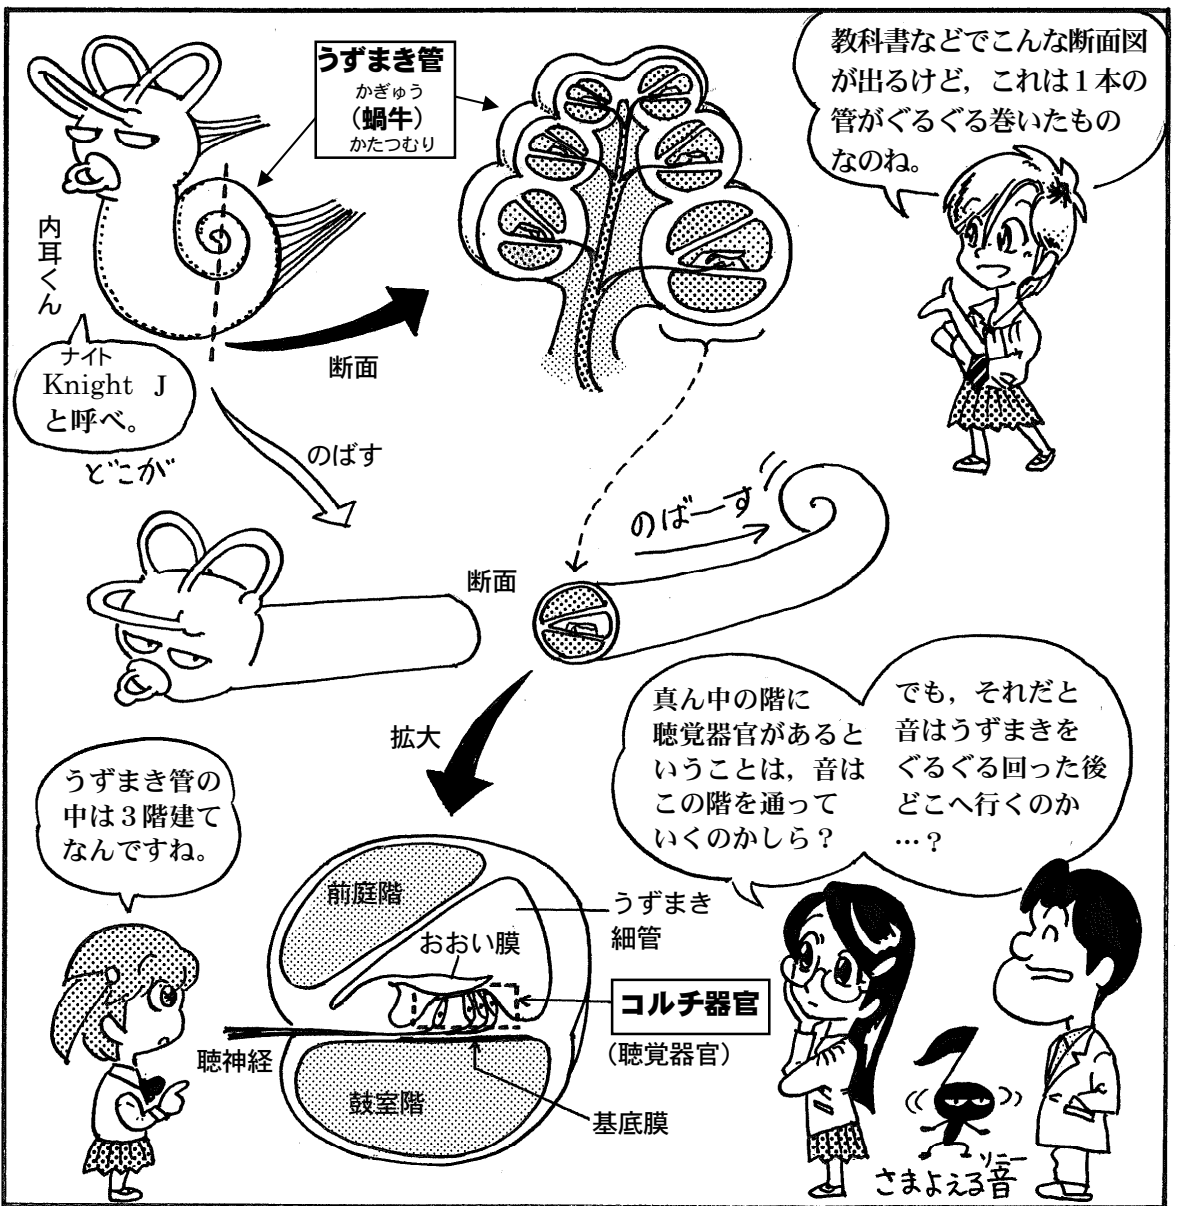 うずまき管
かぎゅう
(蝸牛)
かたつむり
教科書などでこんな断面図
が出るけど，これは１本の
管がぐるぐる巻いたもの
なのね。
内耳くん
ナイト
Knight J
と呼べ。
どこが
断面
のばす
のばーす
断面
拡大
真ん中の階に
聴覚器官があると
いうことは，音は
この階を通って
いくのかしら？
でも，それだと
音はうずまきを
ぐるぐる回った後
どこへ行くのか
…？
うずまき管の
中は３階建て
なんですね。
前庭階
うずまき
細管
おおい膜
コルチ器官
(聴覚器官)
聴神経
鼓室階
基底膜
ソニー
さまよえる音